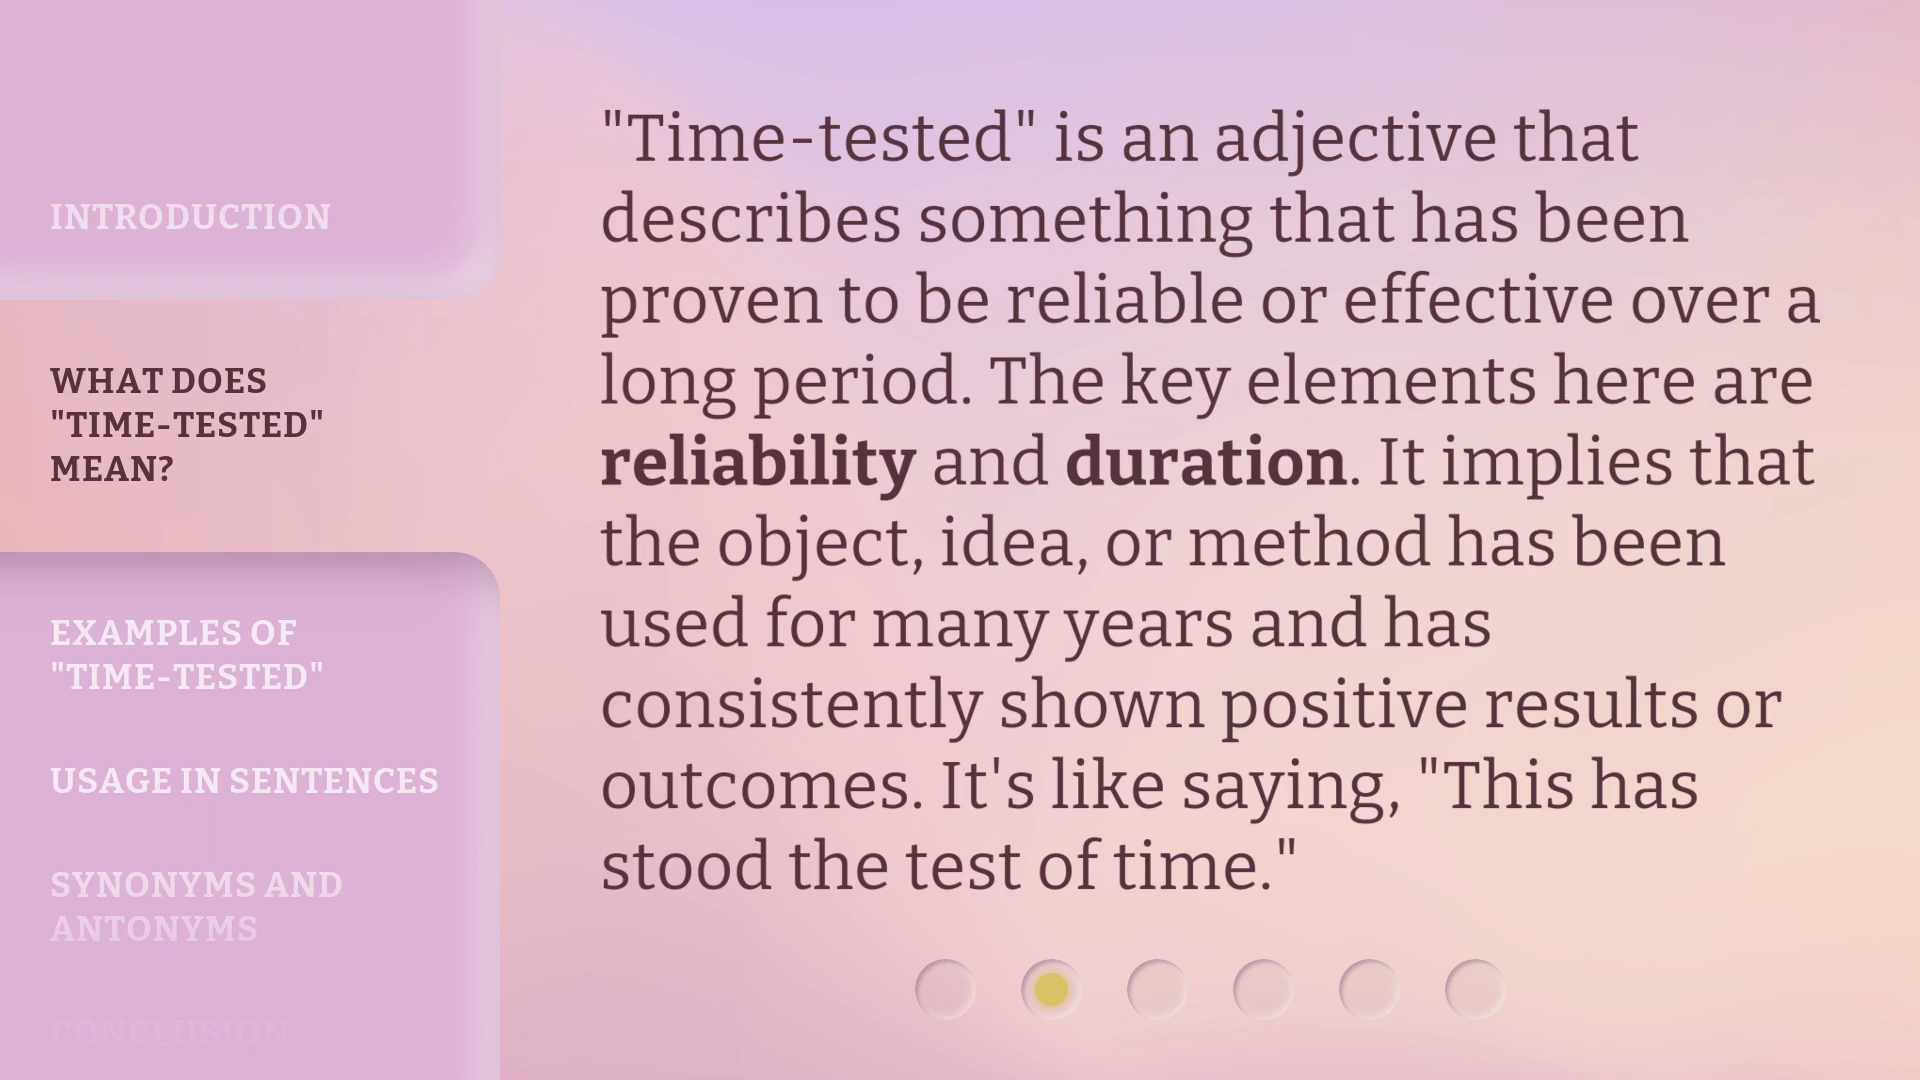 INTRODUCTION
WHAT DOES
"TIME-TESTED"
MEAN?
EXAMPLES OF
"TIME-TESTED"
USAGE IN SENTENCES
SYNONYMS AND
ANTONYMS
CONCLUSION
"Time-tested" is an adjective that
describes something that has been
proven to be reliable or effective over a
long period. The key elements here are
reliability and duration. It implies that
the object, idea, or method has been
used for many years and has
consistently shown positive results or
outcomes. It's like saying, "This has
stood the test of time."